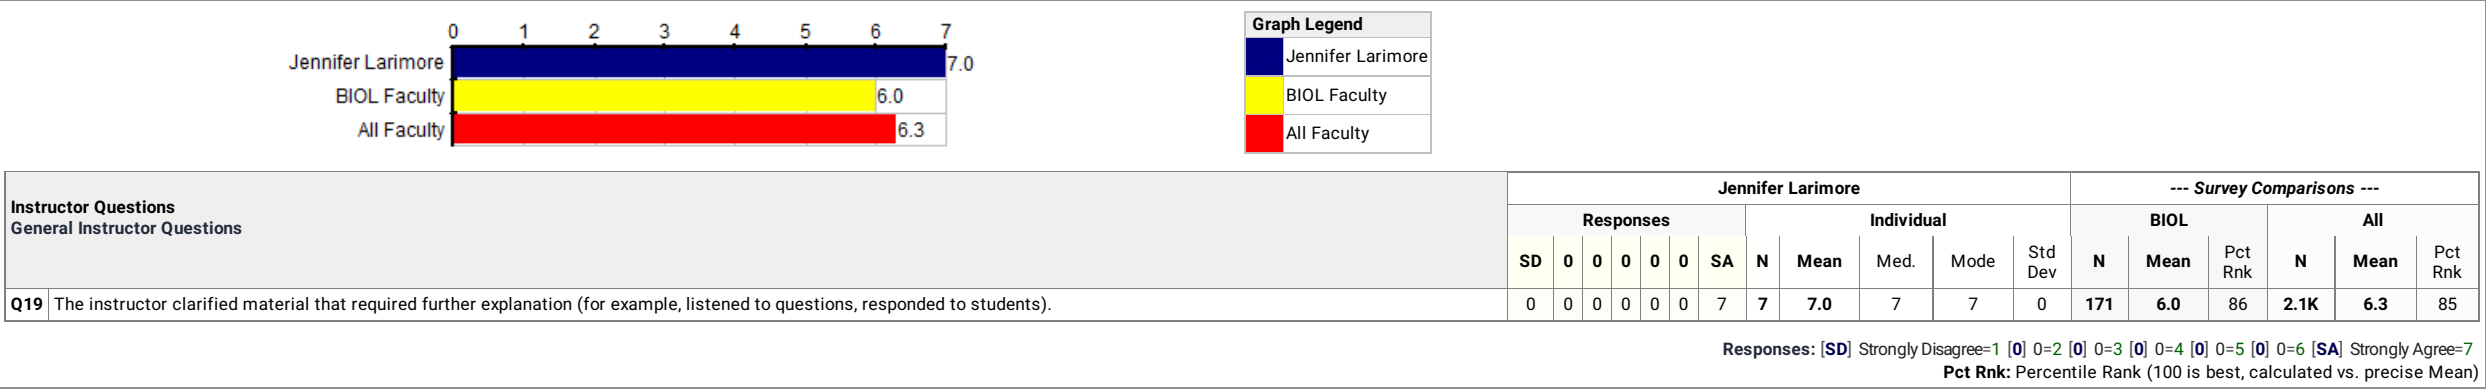 0 1 2 3 4 5 6 7
Jennifer Larimore 7.0
BIOL Faculty 6.0
All Faculty 6.3
Graph Legend
Jennifer Larimore
BIOL Faculty
All Faculty
Instructor Questions
General Instructor Questions
Jennifer Larimore --- Survey Comparisons ---
Responses Individual BIOL All
SD 0 0 0 0 0 SA N Mean Med. Mode Std Dev N Mean Pct Rnk N Mean Pct Rnk
Q19 The instructor clarified material that required further explanation (for example, listened to questions, responded to students). 0 0 0 0 0 0 7 7 7.0 7 7 0 171 6.0 86 2.1K 6.3 85
Responses: [SD] Strongly Disagree=1 [0] 0=2 [0] 0=3 [0] 0=4 [0] 0=5 [0] 0=6 [SA] Strongly Agree=7
Pct Rnk: Percentile Rank (100 is best, calculated vs. precise Mean)